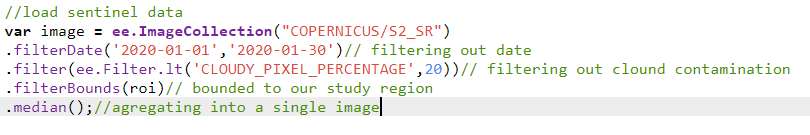 //load sentinel data
var image = ee.ImageCollection("COPERNICUS/S2_SR")
.filterDate('2020-01-01','2020-01-30')// filtering out date
.filter(ee.Filter.lt('CLOUDY_PIXEL_PERCENTAGE',20))// filtering out clound contamination
.filterBounds(roi)// bounded to our study region
.median();//agregating into a single image